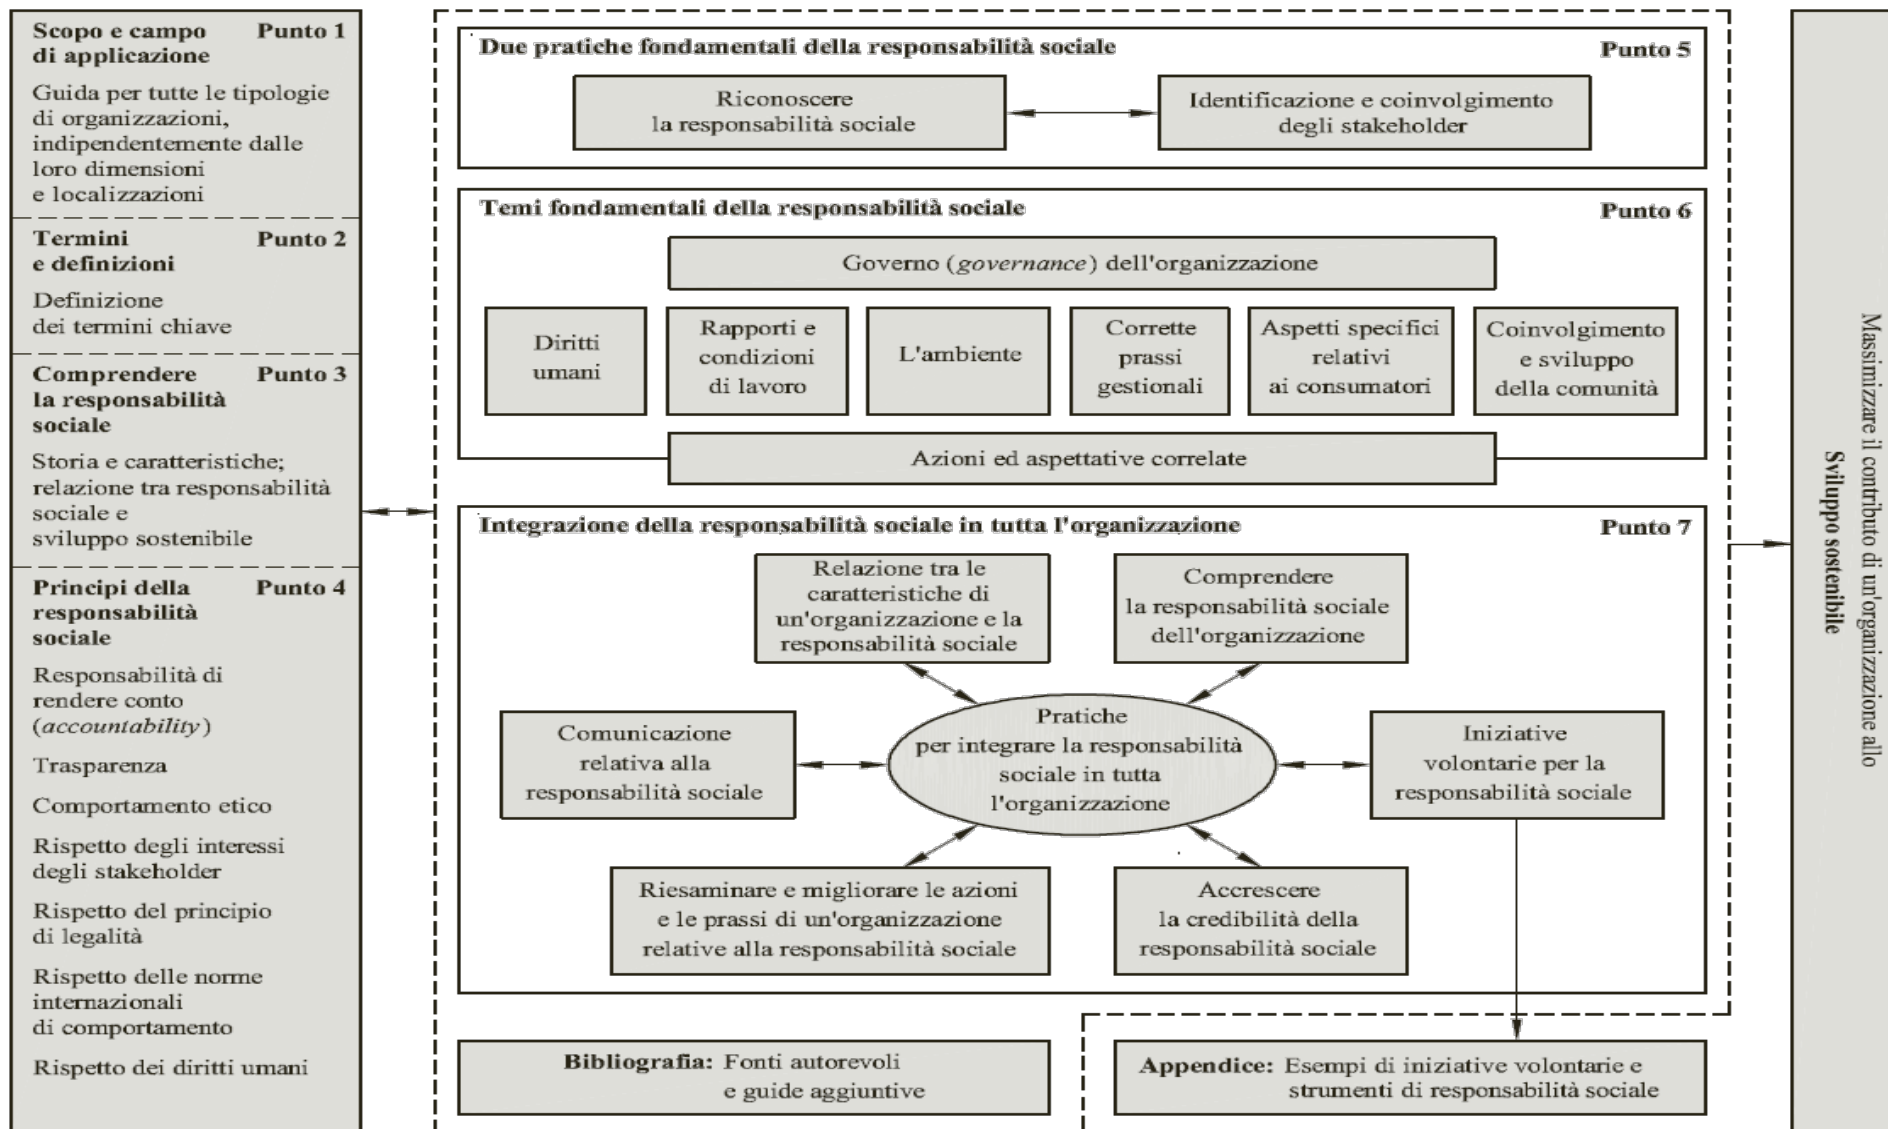 Scopo e campo Punto 1
di applicazione
Guida per tutte le tipologie
di organizzazioni,
indipendentemente dalle
loro dimensioni
e localizzazioni
Termini Punto 2
e definizioni
Definizione
dei termini chiave
Comprendere Punto 3
la responsabilità
sociale
Storia e caratteristiche;
relazione tra responsabilità
sociale e
sviluppo sostenibile
Principi della Punto 4
responsabilità
sociale
Responsabilità di
rendere conto
(accountability)
Trasparenza
Comportamento etico
Rispetto degli interessi
degli stakeholder
Rispetto del principio
di legalità
Rispetto delle norme
internazionali
di comportamento
Rispetto dei diritti umani
Due pratiche fondamentali della responsabilità sociale Punto 5
Riconoscere
la responsabilità sociale
Identificazione e coinvolgimento
degli stakeholder
Temi fondamentali della responsabilità sociale Punto 6
Governo (governance) dell'organizzazione
Diritti
umani
Rapporti e
condizioni
di lavoro
L'ambiente
Corrette
prassi
gestionali
Aspetti specifici
relativi
ai consumatori
Coinvolgimento
e sviluppo
della comunità
Azioni ed aspettative correlate
Integrazione della responsabilità sociale in tutta l'organizzazione Punto 7
Relazione tra le
caratteristiche di
un'organizzazione e la
responsabilità sociale
Comprendere
la responsabilità sociale
dell'organizzazione
Comunicazione
relativa alla
responsabilità sociale
Pratiche
per integrare la responsabilità
sociale in tutta
l'organizzazione
Iniziative
volontarie per la
responsabilità sociale
Riesaminare e migliorare le azioni
e le prassi di un'organizzazione
relative alla responsabilità sociale
Accrescere
la credibilità della
responsabilità sociale
Bibliografia: Fonti autorevoli
e guide aggiuntive
Appendice: Esempi di iniziative volontarie e
strumenti di responsabilità sociale
Massimizzare il contributo di un'organizzazione allo
Sviluppo sostenibile